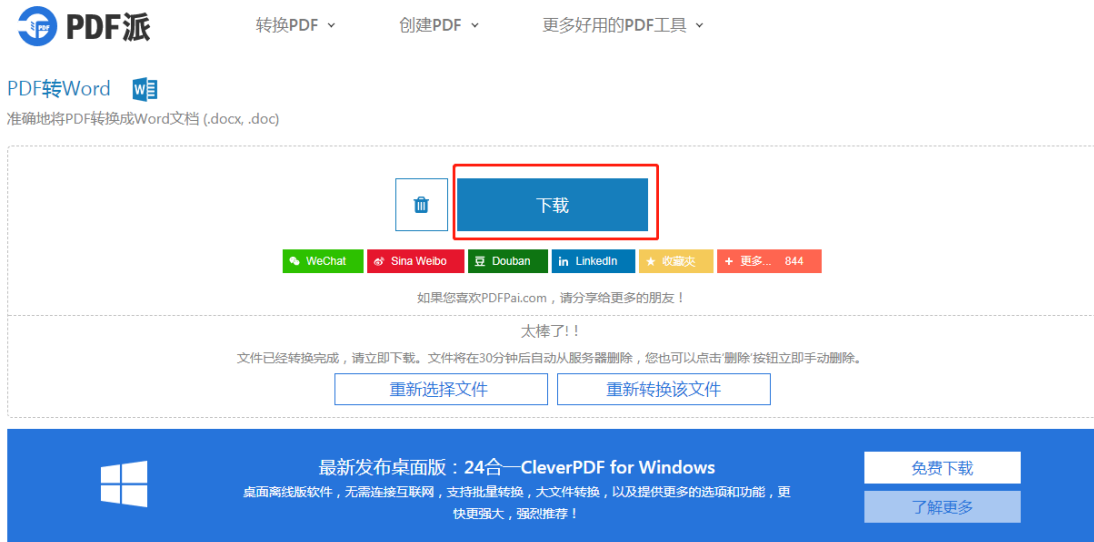 PDF派
转换PDF
创建PDF
更多好用的PDF工具
PDF转Word
准确地将PDF转换成Word文档 (.docx, .doc)
下载
WeChat
Sina Weibo
Douban
LinkedIn
收藏夹
更多...
844
如果您喜欢PDFPai.com，请分享给更多的朋友！
太棒了! ！
文件已经转换完成，请立即下载。文件将在30分钟后自动从服务器删除，您也可以点击'删除'按钮立即手动删除。
重新选择文件
重新转换该文件
最新发布桌面版：24合一CleverPDF for Windows
桌面离线版软件，无需连接互联网，支持批量转换，大文件转换，以及提供更多的选项和功能，更
快更强大，强烈推荐！
免费下载
了解更多